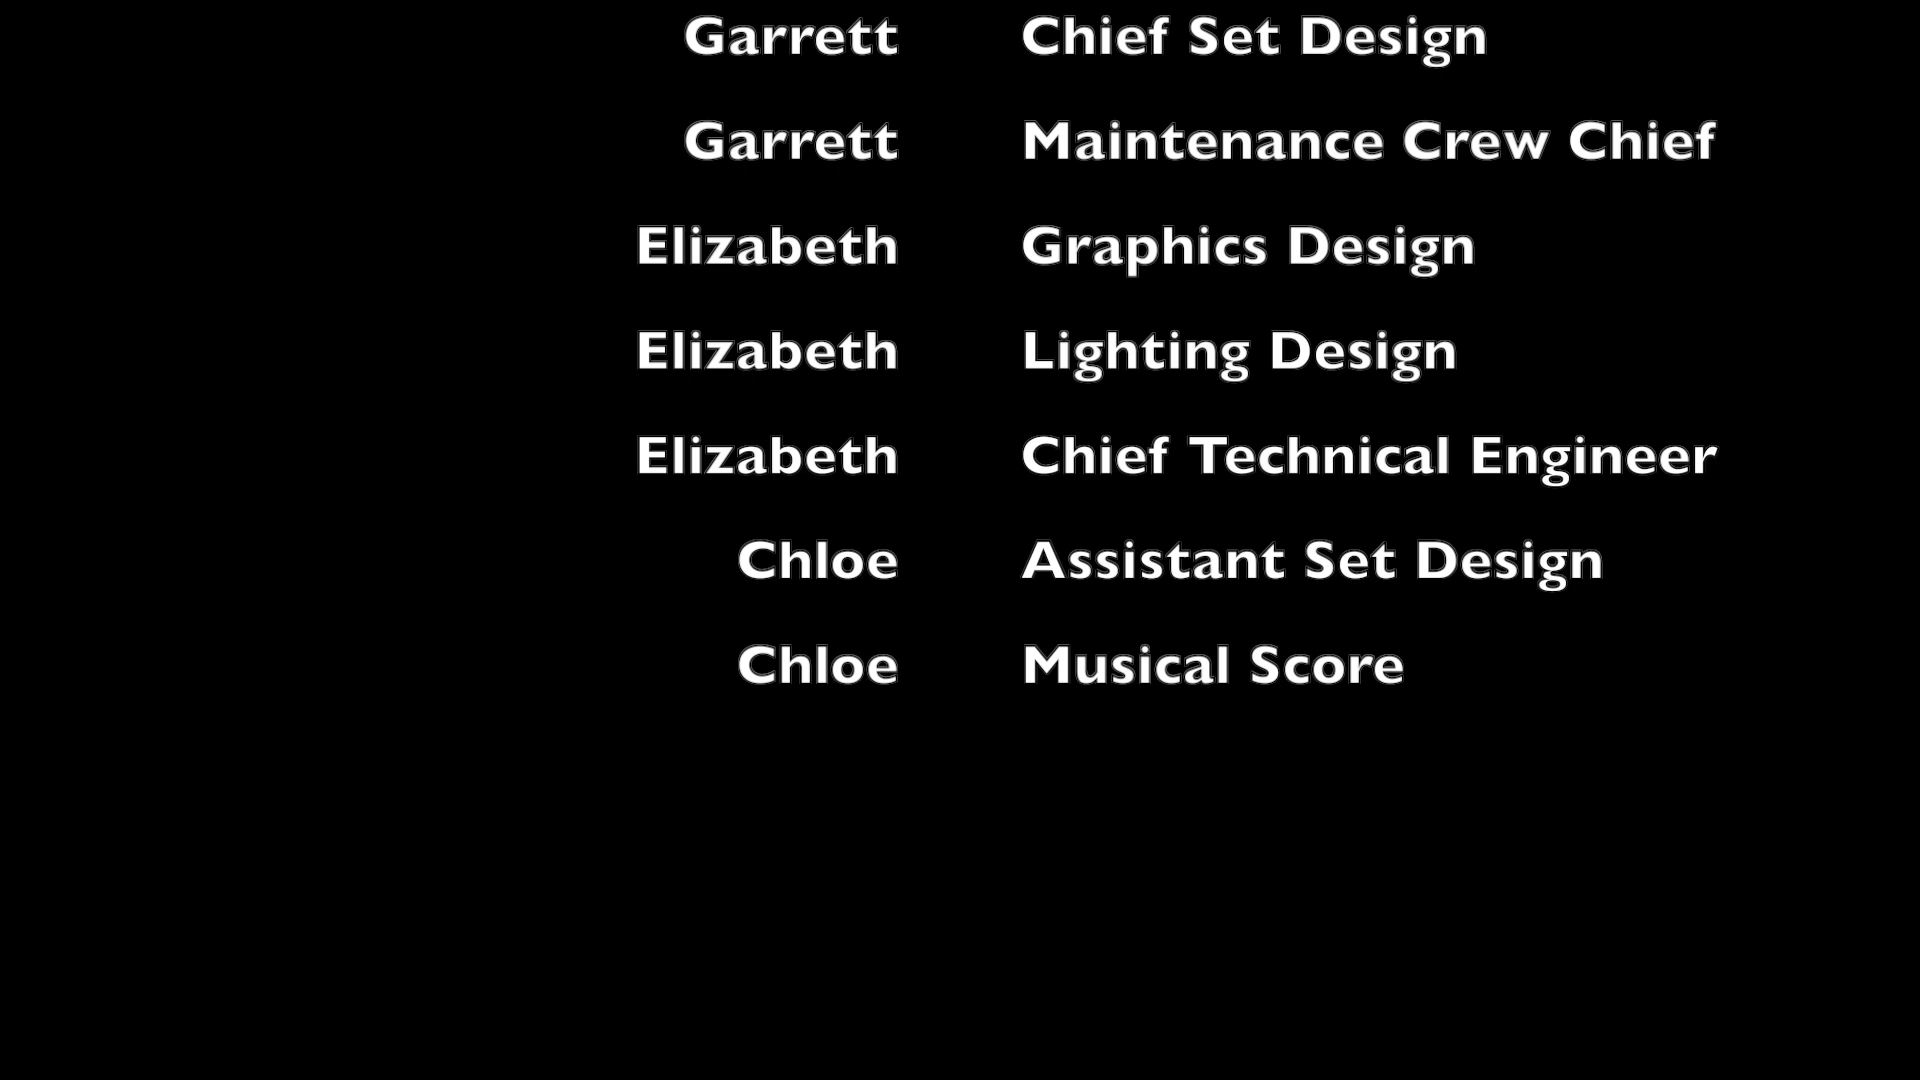 Garrett Chief Set Design
Garrett Maintenance Crew Chief
Elizabeth Graphics Design
Elizabeth Lighting Design
Elizabeth Chief Technical Engineer
Chloe Assistant Set Design
Chloe Musical Score